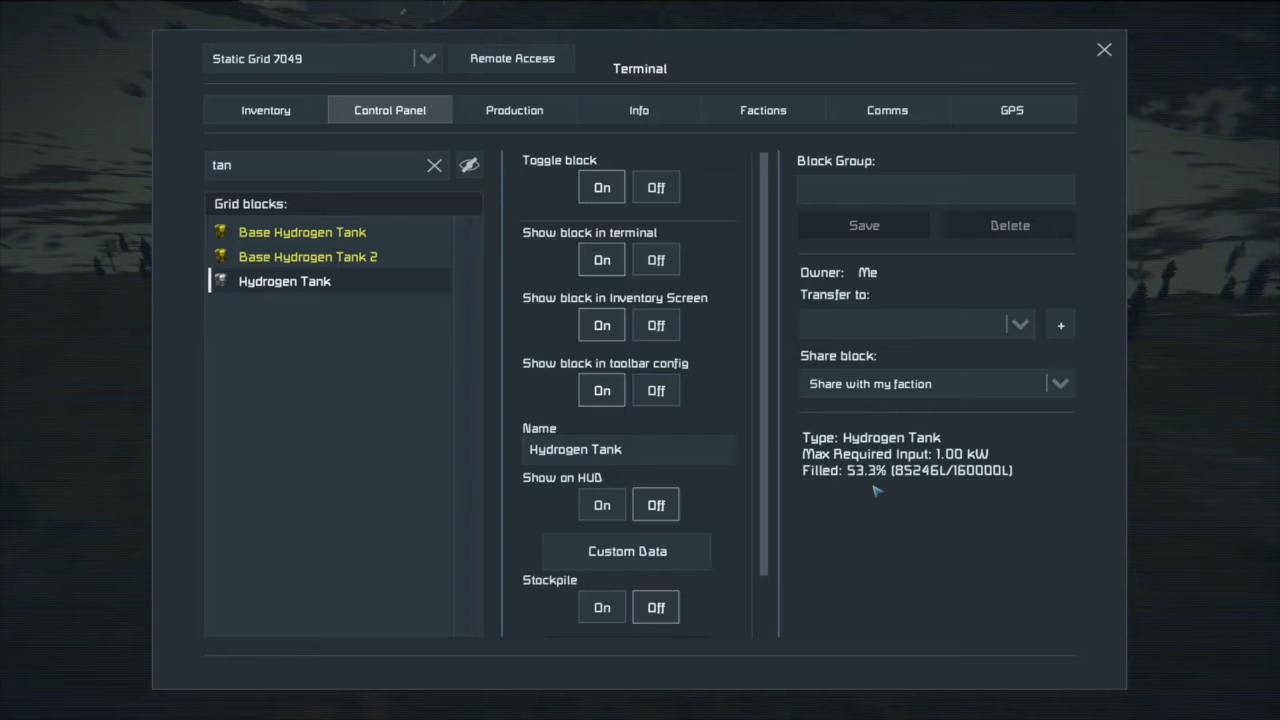 Static Grid 7049
Remote Access
Terminal
Inventory
Control Panel
Production
Info
Factions
Comms
GPS
tan
Grid blocks:
Base Hydrogen Tank
Base Hydrogen Tank 2
Hydrogen Tank
Toggle block
On Off
Show block in terminal
On Off
Show block in Inventory Screen
On Off
Show block in toolbar config
On Off
Name
Hydrogen Tank
Show on HUD
On Off
Custom Data
Stockpile
On Off
Block Group:
Save Delete
Owner: Me
Transfer to:
+
Share block:
Share with my faction
Type: Hydrogen Tank
Max Required Input: 1.00 kW
Filled: 53.3% (85246L/160000L)